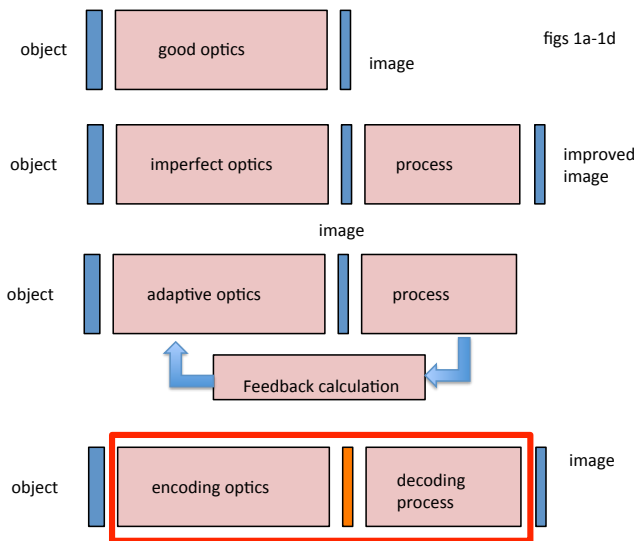 figs 1a-1d
object
good optics
image
object
imperfect optics
process
improved
image
image
object
adaptive optics
process
Feedback calculation
object
encoding optics
decoding
process
image